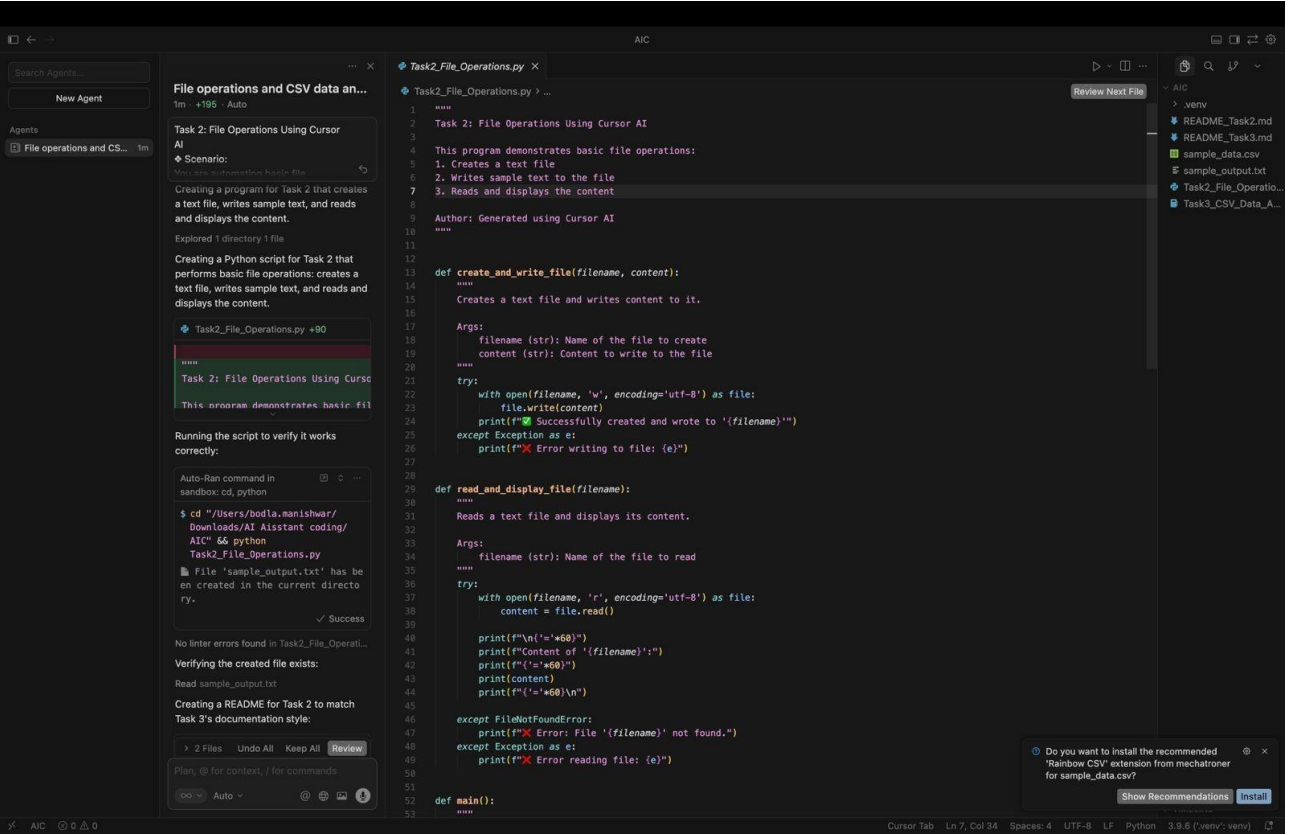 AIC
Search Agents...
New Agent
Agents
File operations and CS... 1m
File operations and CSV data an...
1m · +195 · Auto
Task 2: File Operations Using Cursor
AI
❖ Scenario:
You are automating basic file
Creating a program for Task 2 that creates
a text file, writes sample text, and reads
and displays the content.
Explored 1 directory 1 file
Creating a Python script for Task 2 that
performs basic file operations: creates a
text file, writes sample text, and reads and
displays the content.
Task2_File_Operations.py +90
"""
Task 2: File Operations Using Curso
This program demonstrates basic fil
Running the script to verify it works
correctly:
Auto-Ran command in
sandbox: cd, python
$ cd "/Users/bodla.manishwar/
Downloads/AI Aisstant coding/
AIC" && python
Task2_File_Operations.py
File 'sample_output.txt' has be
en created in the current directo
ry.
✓ Success
No linter errors found in Task2_File_Operati...
Verifying the created file exists:
Read sample_output.txt
Creating a README for Task 2 to match
Task 3's documentation style:
> 2 Files Undo All Keep All Review
Plan, @ for context, / for commands
∞ Auto
Task2_File_Operations.py ×
Task2_File_Operations.py > ...
Review Next File
1 """
2 Task 2: File Operations Using Cursor AI
3
4 This program demonstrates basic file operations:
5 1. Creates a text file
6 2. Writes sample text to the file
7 3. Reads and displays the content
8
9 Author: Generated using Cursor AI
10 """
11
12
13 def create_and_write_file(filename, content):
14 """
15 Creates a text file and writes content to it.
16
17 Args:
18 filename (str): Name of the file to create
19 content (str): Content to write to the file
20 """
21 try:
22 with open(filename, 'w', encoding='utf-8') as file:
23 file.write(content)
24 print(f"✅ Successfully created and wrote to '{filename}'")
25 except Exception as e:
26 print(f"❌ Error writing to file: {e}")
27
28
29 def read_and_display_file(filename):
30 """
31 Reads a text file and displays its content.
32
33 Args:
34 filename (str): Name of the file to read
35 """
36 try:
37 with open(filename, 'r', encoding='utf-8') as file:
38 content = file.read()
39
40 print(f"\n{'='*60}")
41 print(f"Content of '{filename}':")
42 print(f"{'='*60}")
43 print(content)
44 print(f"{'='*60}\n")
45
46 except FileNotFoundError:
47 print(f"❌ Error: File '{filename}' not found.")
48 except Exception as e:
49 print(f"❌ Error reading file: {e}")
50
51
52 def main():
53 """
AIC
> .venv
README_Task2.md
README_Task3.md
sample_data.csv
sample_output.txt
Task2_File_Operatio...
Task3_CSV_Data_A...
Do you want to install the recommended
'Rainbow CSV' extension from mechatroner
for sample_data.csv?
Show Recommendations Install
AIC 0 0
Cursor Tab Ln 7, Col 34 Spaces: 4 UTF-8 LF Python 3.9.6 ('.venv': venv)